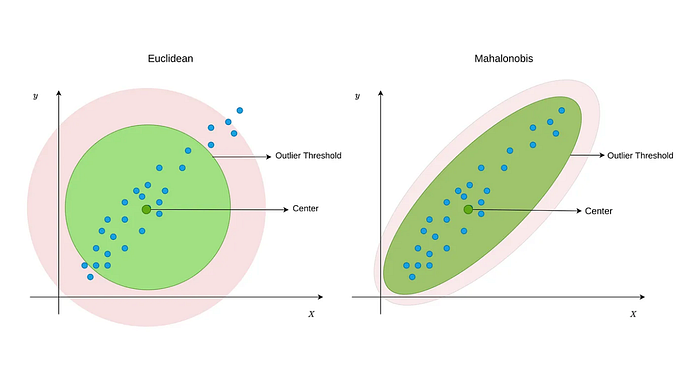 Euclidean
y
Outlier Threshold
Center
X
Mahalonobis
y
Outlier Threshold
Center
X